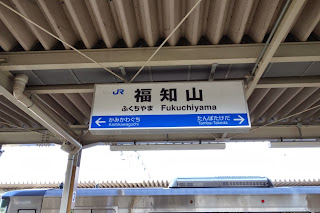 JR 福知山
ふくちやま Fukuchiyama
かみかわぐち
Kamikawaguchi
たんばたけだ
Tamba-Takeda